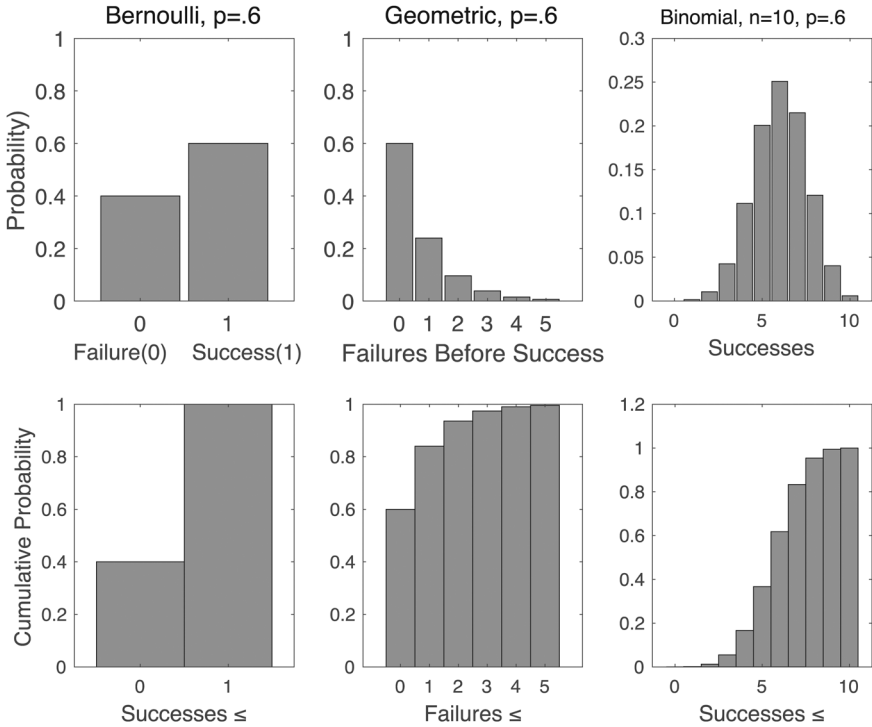 Bernoulli, p=.6
1
0.8
0.6
0.4
0.2
0
Probability)
0 1
Failure(0) Success(1)
Geometric, p=.6
1
0.8
0.6
0.4
0.2
0
0 1 2 3 4 5
Failures Before Success
Binomial, n=10, p=.6
0.3
0.25
0.2
0.15
0.1
0.05
0
0 5 10
Successes
1
0.8
0.6
0.4
0.2
0
Cumulative Probability
0 1
Successes ≤
1
0.8
0.6
0.4
0.2
0
0 1 2 3 4 5
Failures ≤
1.2
1
0.8
0.6
0.4
0.2
0
0 5 10
Successes ≤